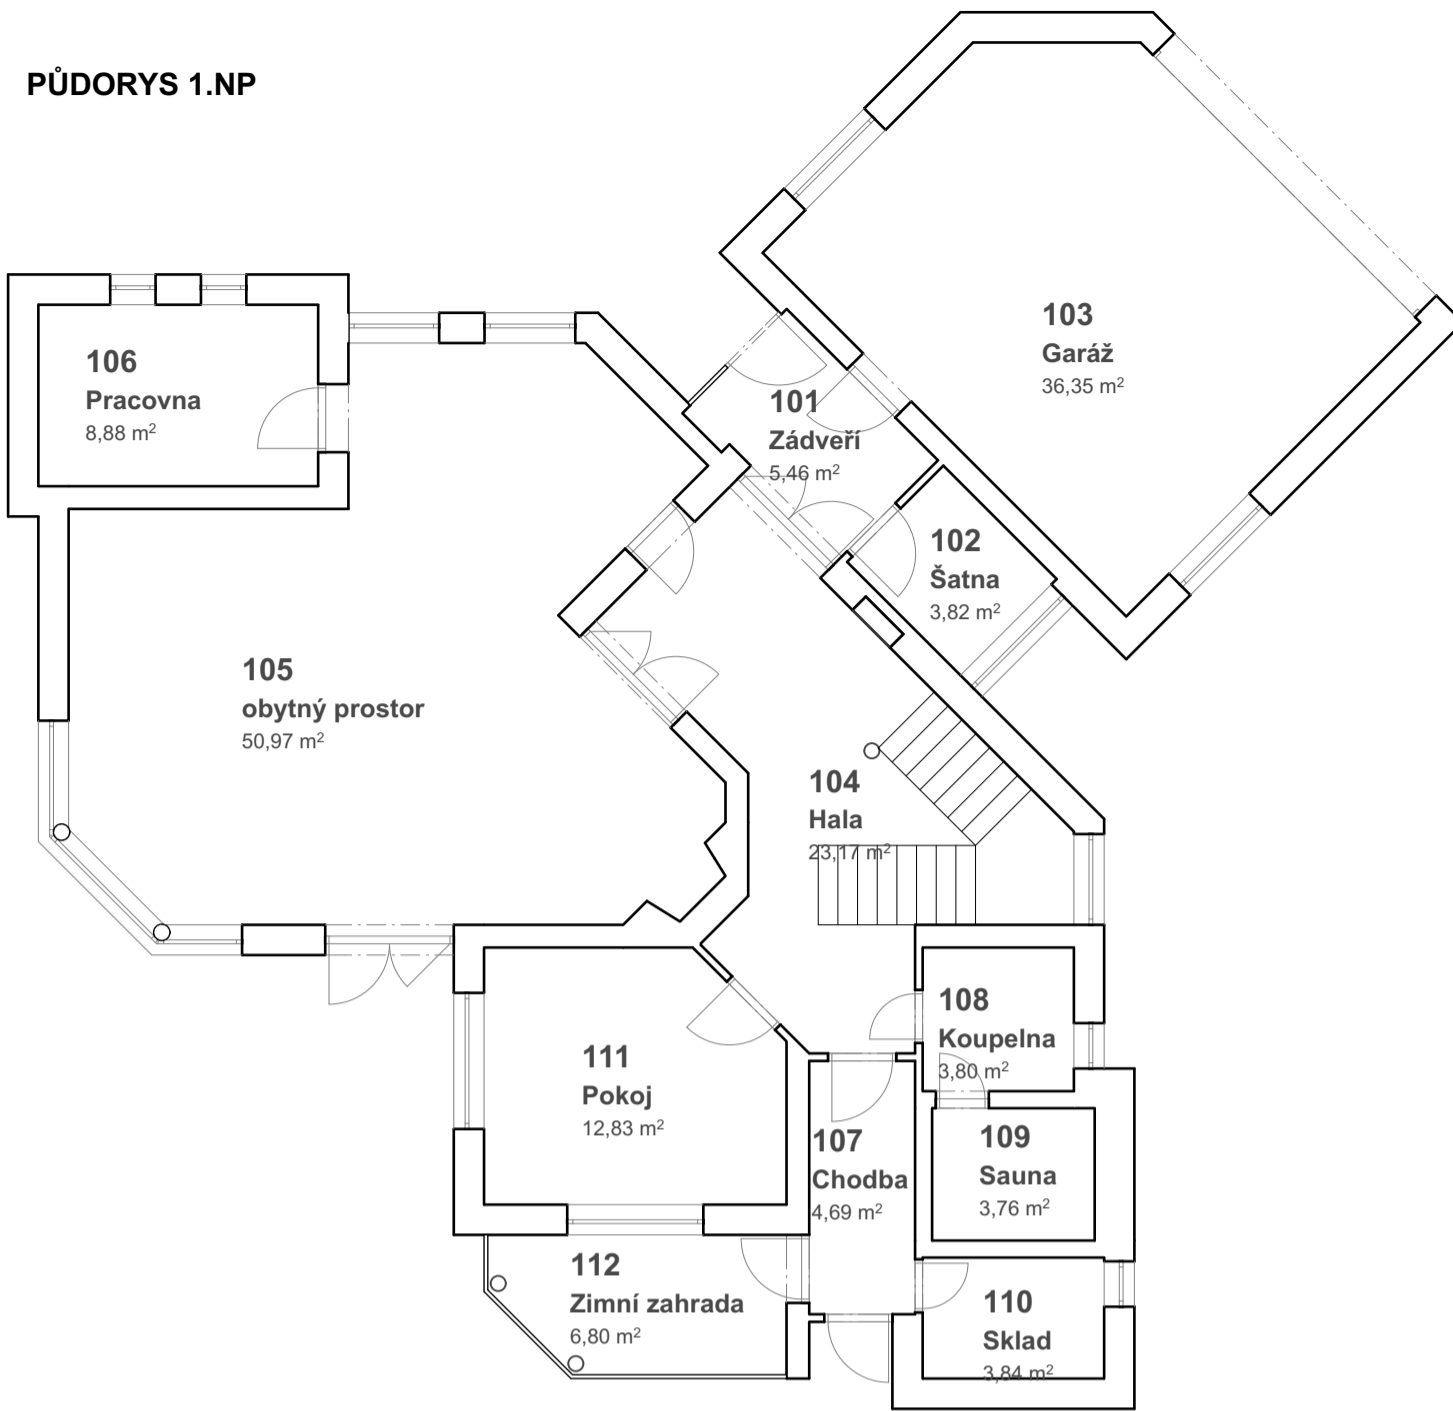 PŮDORYS 1.NP
103
Garáž
36,35 m²
106
Pracovna
8,88 m²
101
Zádveří
5,46 m²
102
Šatna
3,82 m²
105
obytný prostor
50,97 m²
104
Hala
23,17 m²
108
Koupelna
3,80 m²
111
Pokoj
12,83 m²
107
Chodba
4,69 m²
109
Sauna
3,76 m²
112
Zimní zahrada
6,80 m²
110
Sklad
3,84 m²